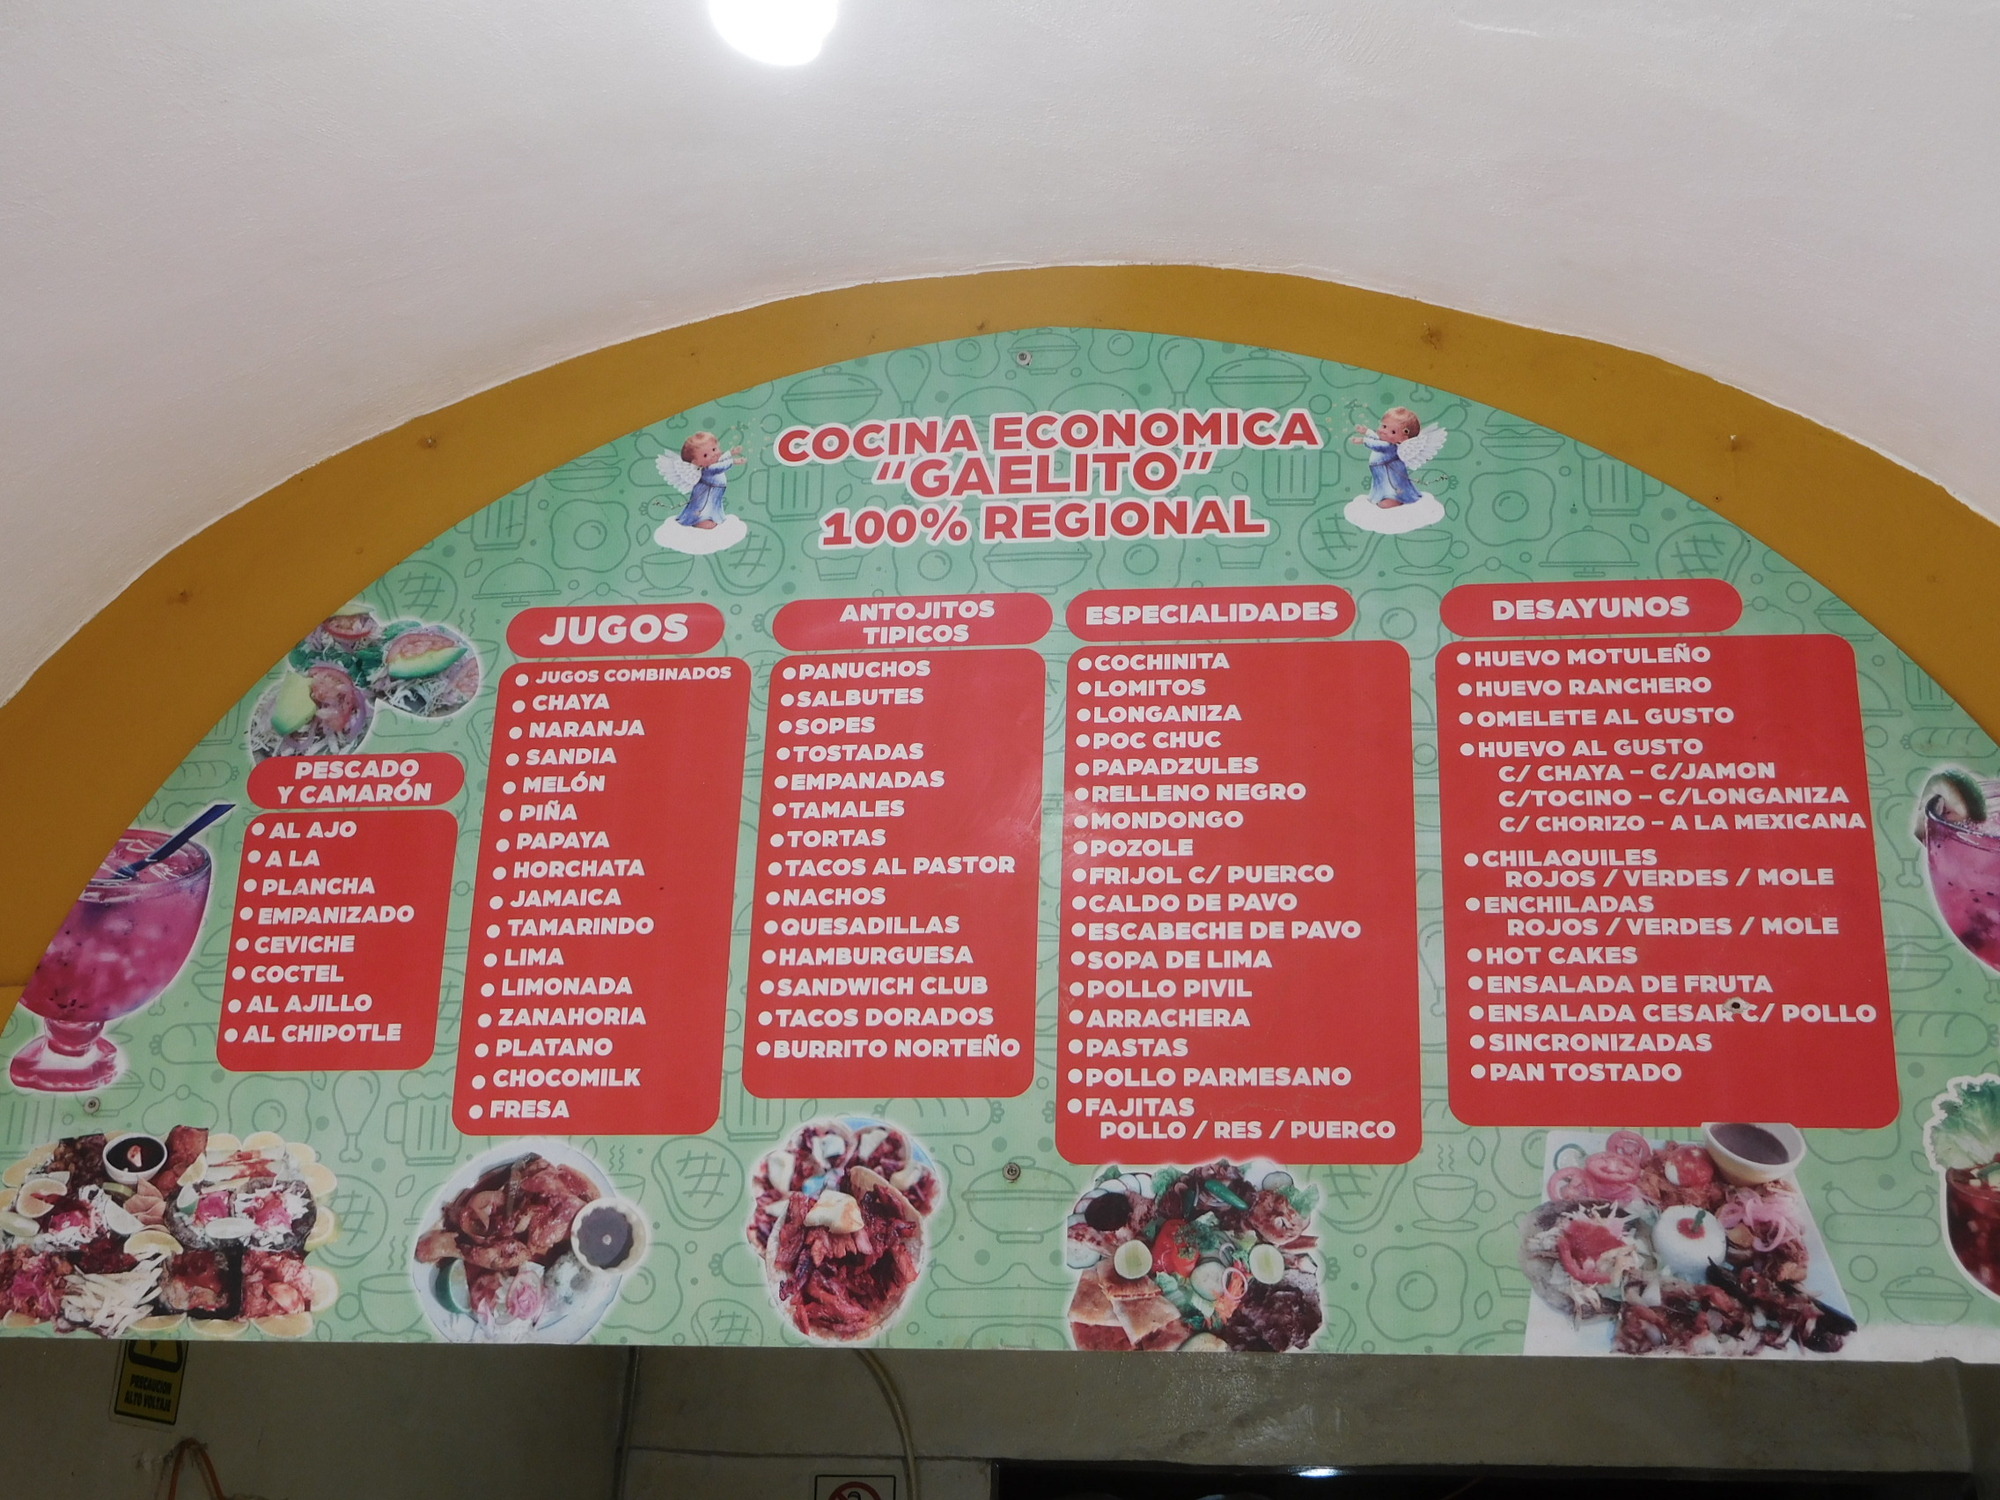 COCINA ECONOMICA
"GAELITO"
100% REGIONAL
PESCADO
Y CAMARÓN
AL AJO
A LA
PLANCHA
EMPANIZADO
CEVICHE
COCTEL
AL AJILLO
AL CHIPOTLE
JUGOS
JUGOS COMBINADOS
CHAYA
NARANJA
SANDIA
MELÓN
PIÑA
PAPAYA
HORCHATA
JAMAICA
TAMARINDO
LIMA
LIMONADA
ZANAHORIA
PLATANO
CHOCOMILK
FRESA
ANTOJITOS
TIPICOS
PANUCHOS
SALBUTES
SOPES
TOSTADAS
EMPANADAS
TAMALES
TORTAS
TACOS AL PASTOR
NACHOS
QUESADILLAS
HAMBURGUESA
SANDWICH CLUB
TACOS DORADOS
BURRITO NORTEÑO
ESPECIALIDADES
COCHINITA
LOMITOS
LONGANIZA
POC CHUC
PAPADZULES
RELLENO NEGRO
MONDONGO
POZOLE
FRIJOL C/ PUERCO
CALDO DE PAVO
ESCABECHE DE PAVO
SOPA DE LIMA
POLLO PIVIL
ARRACHERA
PASTAS
POLLO PARMESANO
FAJITAS
POLLO / RES / PUERCO
DESAYUNOS
HUEVO MOTULEÑO
HUEVO RANCHERO
OMELETE AL GUSTO
HUEVO AL GUSTO
C/ CHAYA - C/JAMON
C/TOCINO - C/LONGANIZA
C/ CHORIZO - A LA MEXICANA
CHILAQUILES
ROJOS / VERDES / MOLE
ENCHILADAS
ROJOS / VERDES / MOLE
HOT CAKES
ENSALADA DE FRUTA
ENSALADA CESAR C/ POLLO
SINCRONIZADAS
PAN TOSTADO
PRECAUCION
ALTO VOLTAJE